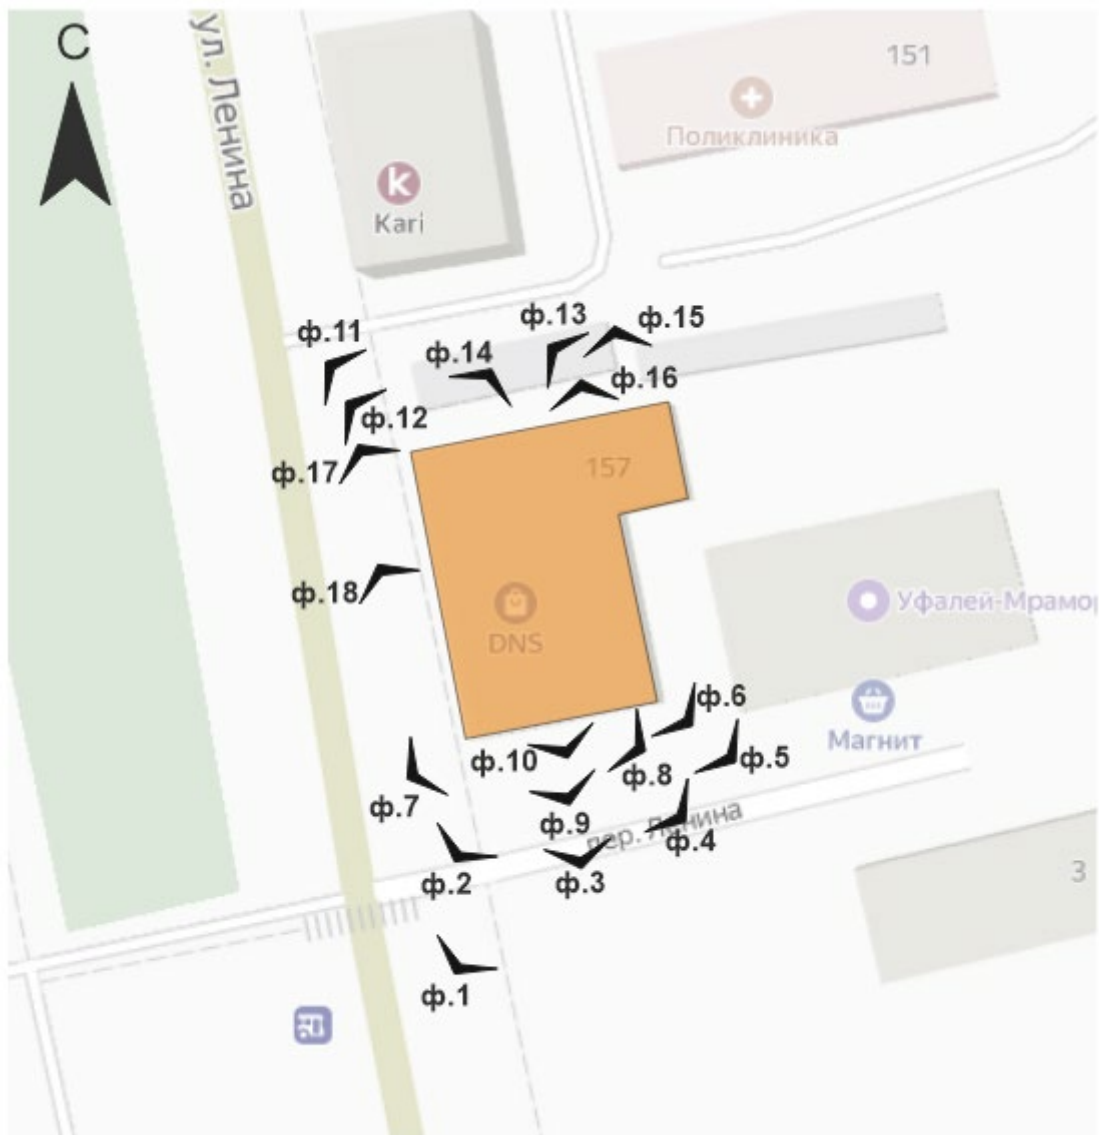 С
ул. Ленина
151
Поликлиника
Kari
ф.11
ф.13
ф.15
ф.14
ф.16
ф.12
ф.17
157
ф.18
DNS
Уфалей-Мрамо
ф.6
Магнит
ф.10
ф.5
ф.8
ф.7
ф.9
пер. Ленина
ф.4
ф.2
ф.3
3
ф.1